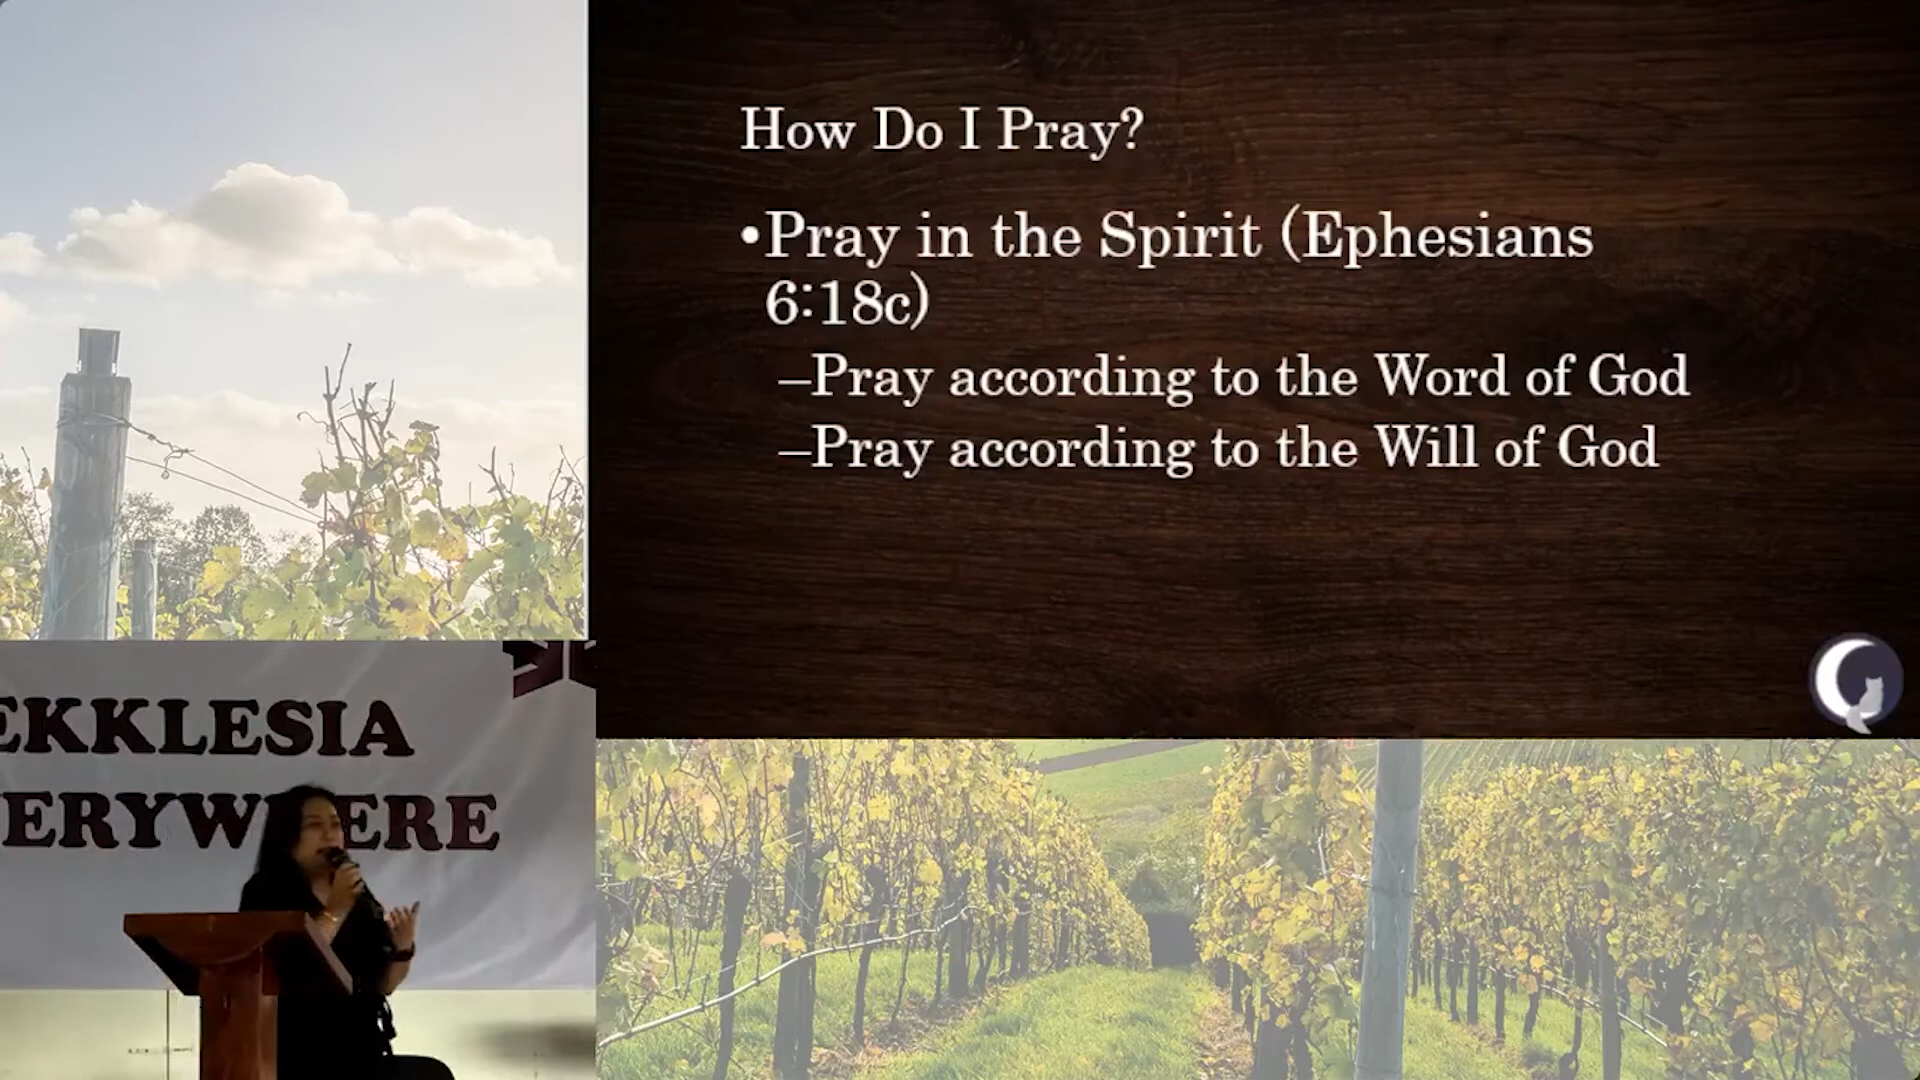 How Do I Pray?
•Pray in the Spirit (Ephesians
6:18c)
–Pray according to the Word of God
–Pray according to the Will of God
EKKLESIA
ERYWHERE